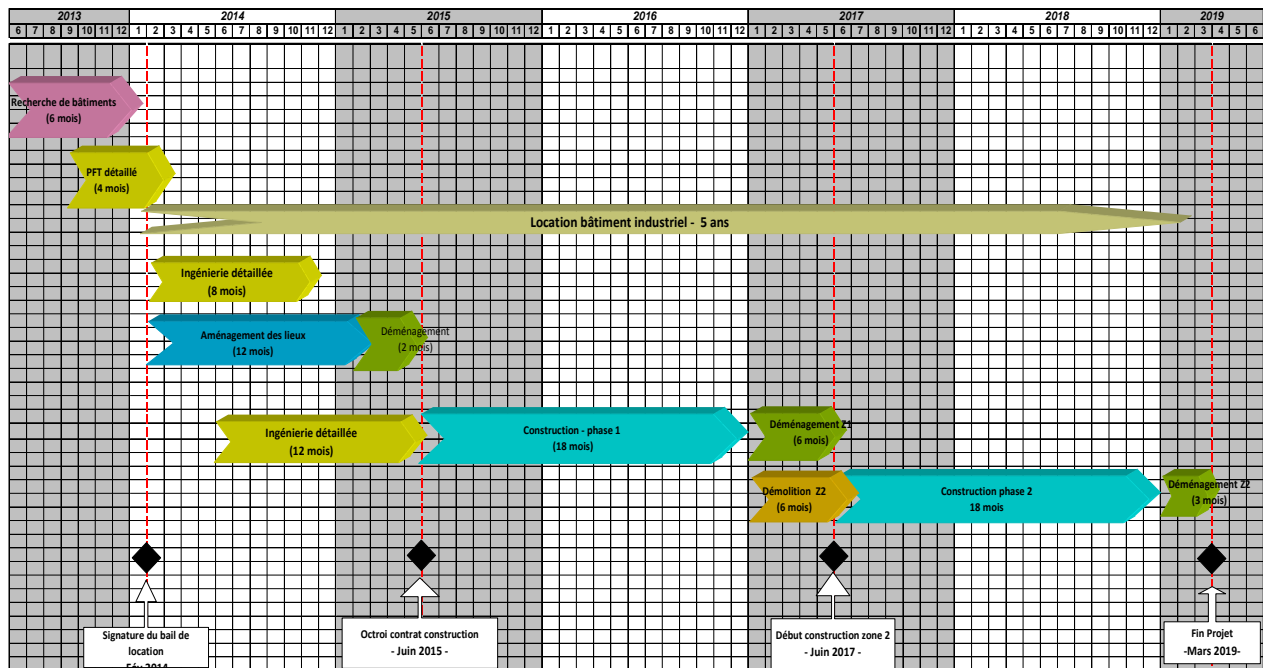 2013 2014 2015 2016 2017 2018 2019
6 7 8 9 10 11 12 1 2 3 4 5 6 7 8 9 10 11 12 1 2 3 4 5 6 7 8 9 10 11 12 1 2 3 4 5 6 7 8 9 10 11 12 1 2 3 4 5 6 7 8 9 10 11 12 1 2 3 4 5 6 7 8 9 10 11 12 1 2 3 4 5 6
Recherche de bâtiments
(6 mois)
PFT détaillé
(4 mois)
Location bâtiment industriel - 5 ans
Ingénierie détaillée
(8 mois)
Aménagement des lieux
(12 mois)
Déménagement
(2 mois)
Ingénierie détaillée
(12 mois)
Construction - phase 1
(18 mois)
Déménagement Z1
(6 mois)
Démolition Z2
(6 mois)
Construction phase 2
18 mois
Déménagement Z2
(3 mois)
Signature du bail de
location
Fév 2014
Octroi contrat construction
- Juin 2015 -
Début construction zone 2
- Juin 2017 -
Fin Projet
-Mars 2019-